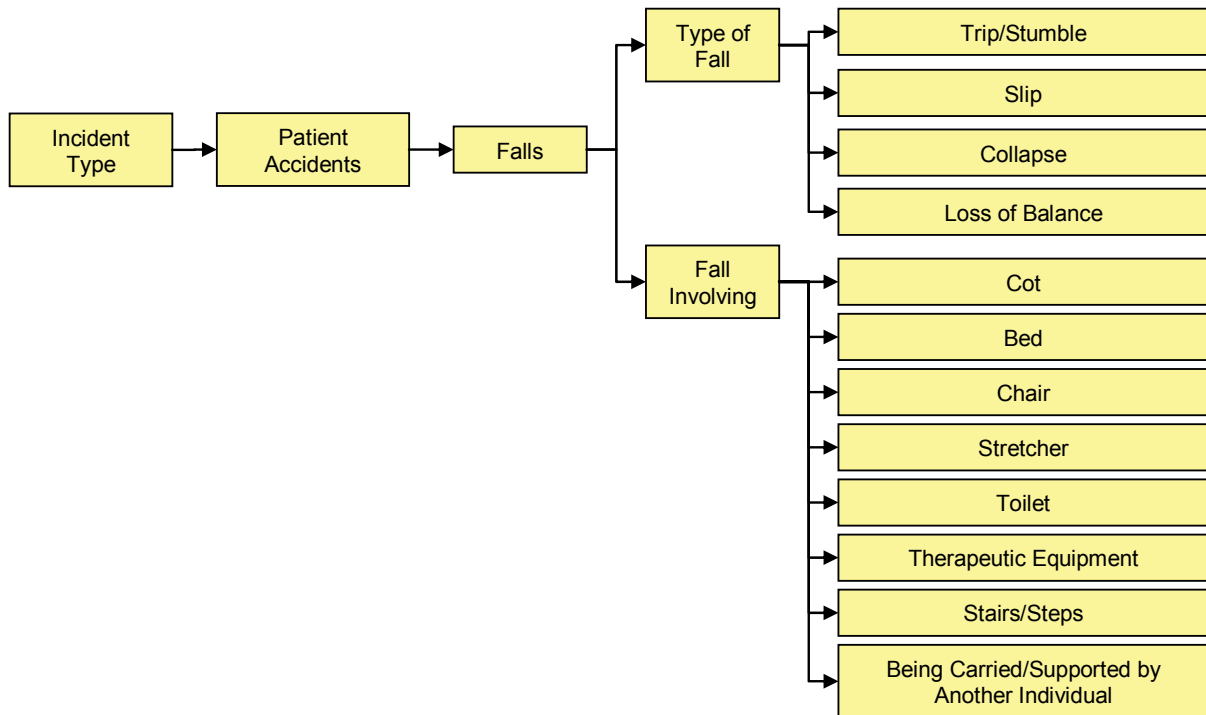 Incident
Type
Patient
Accidents
Falls
Type of
Fall
Trip/Stumble
Slip
Collapse
Loss of Balance
Fall
Involving
Cot
Bed
Chair
Stretcher
Toilet
Therapeutic Equipment
Stairs/Steps
Being Carried/Supported by
Another Individual